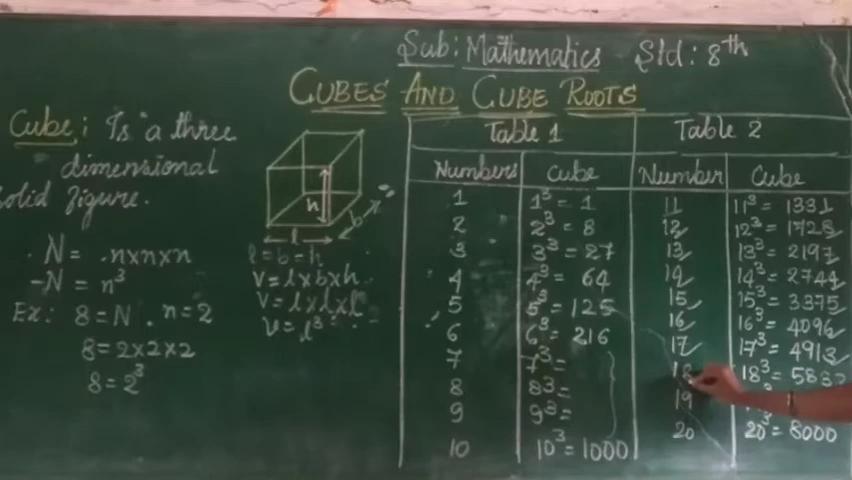 Sub: Mathematics Std: 8th
CUBES AND CUBE ROOTS
Cube: Is a three
dimensional
solid figure.
N = n×n×n
N = n³
Ex: 8 = N . n = 2
8 = 2×2×2
8 = 2³
h
l
b
l = b = h
V = l×b×h
V = l×l×l
V = l³
Table 1 Table 2
Numbers Cube Number Cube
1 1³ = 1 11 11³ = 1331
2 2³ = 8 12 12³ = 1728
3 3³ = 27 13 13³ = 2197
4 4³ = 64 14 14³ = 2744
5 5³ = 125 15 15³ = 3375
6 6³ = 216 16 16³ = 4096
7 7³ = 17 17³ = 4913
8 8³ = 18 18³ = 583
9 9³ = 19
10 10³ = 1000 20 20³ = 8000